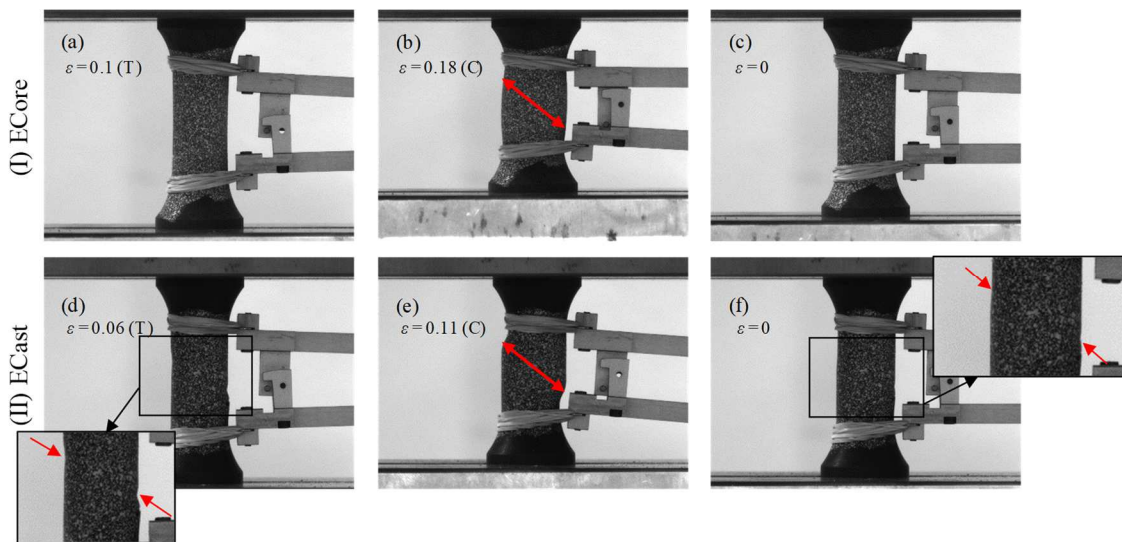 (I) ECore
(a)
ε = 0.1 (T)
(b)
ε = 0.18 (C)
(c)
ε = 0
(II) ECast
(d)
ε = 0.06 (T)
(e)
ε = 0.11 (C)
(f)
ε = 0